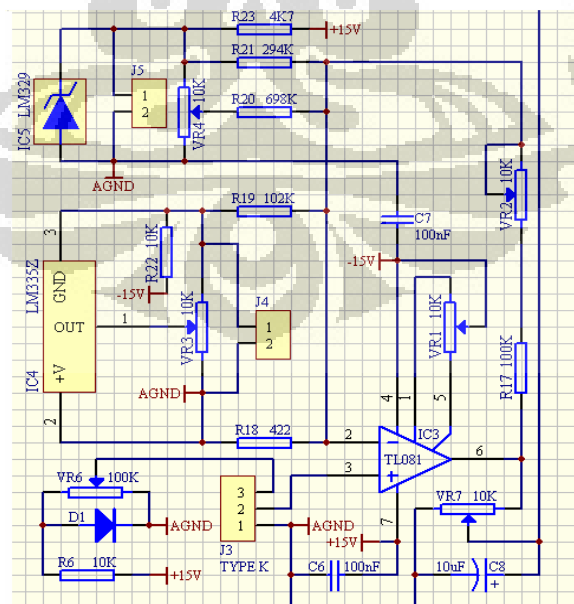 R23 4K7
+15V
R21 294K
J5
1
2
IC5 LM329
VR4 10K
R20 698K
AGND
VR2 10K
R19 102K
C7
100nF
3
LM335Z
GND
R22 10K
-15V
-15V
OUT
1
VR3 10K
J4
1
2
VR1 10K
IC4
+V
AGND
R17 100K
4
1
5
2
R18 422
2
IC3
6
TL081
3
VR6 100K
3
2
1
7
VR7 10K
D1
AGND
J3
AGND
TYPE K
+15V
R6 10K
+15V
C6
100nF
10uF
C8
+